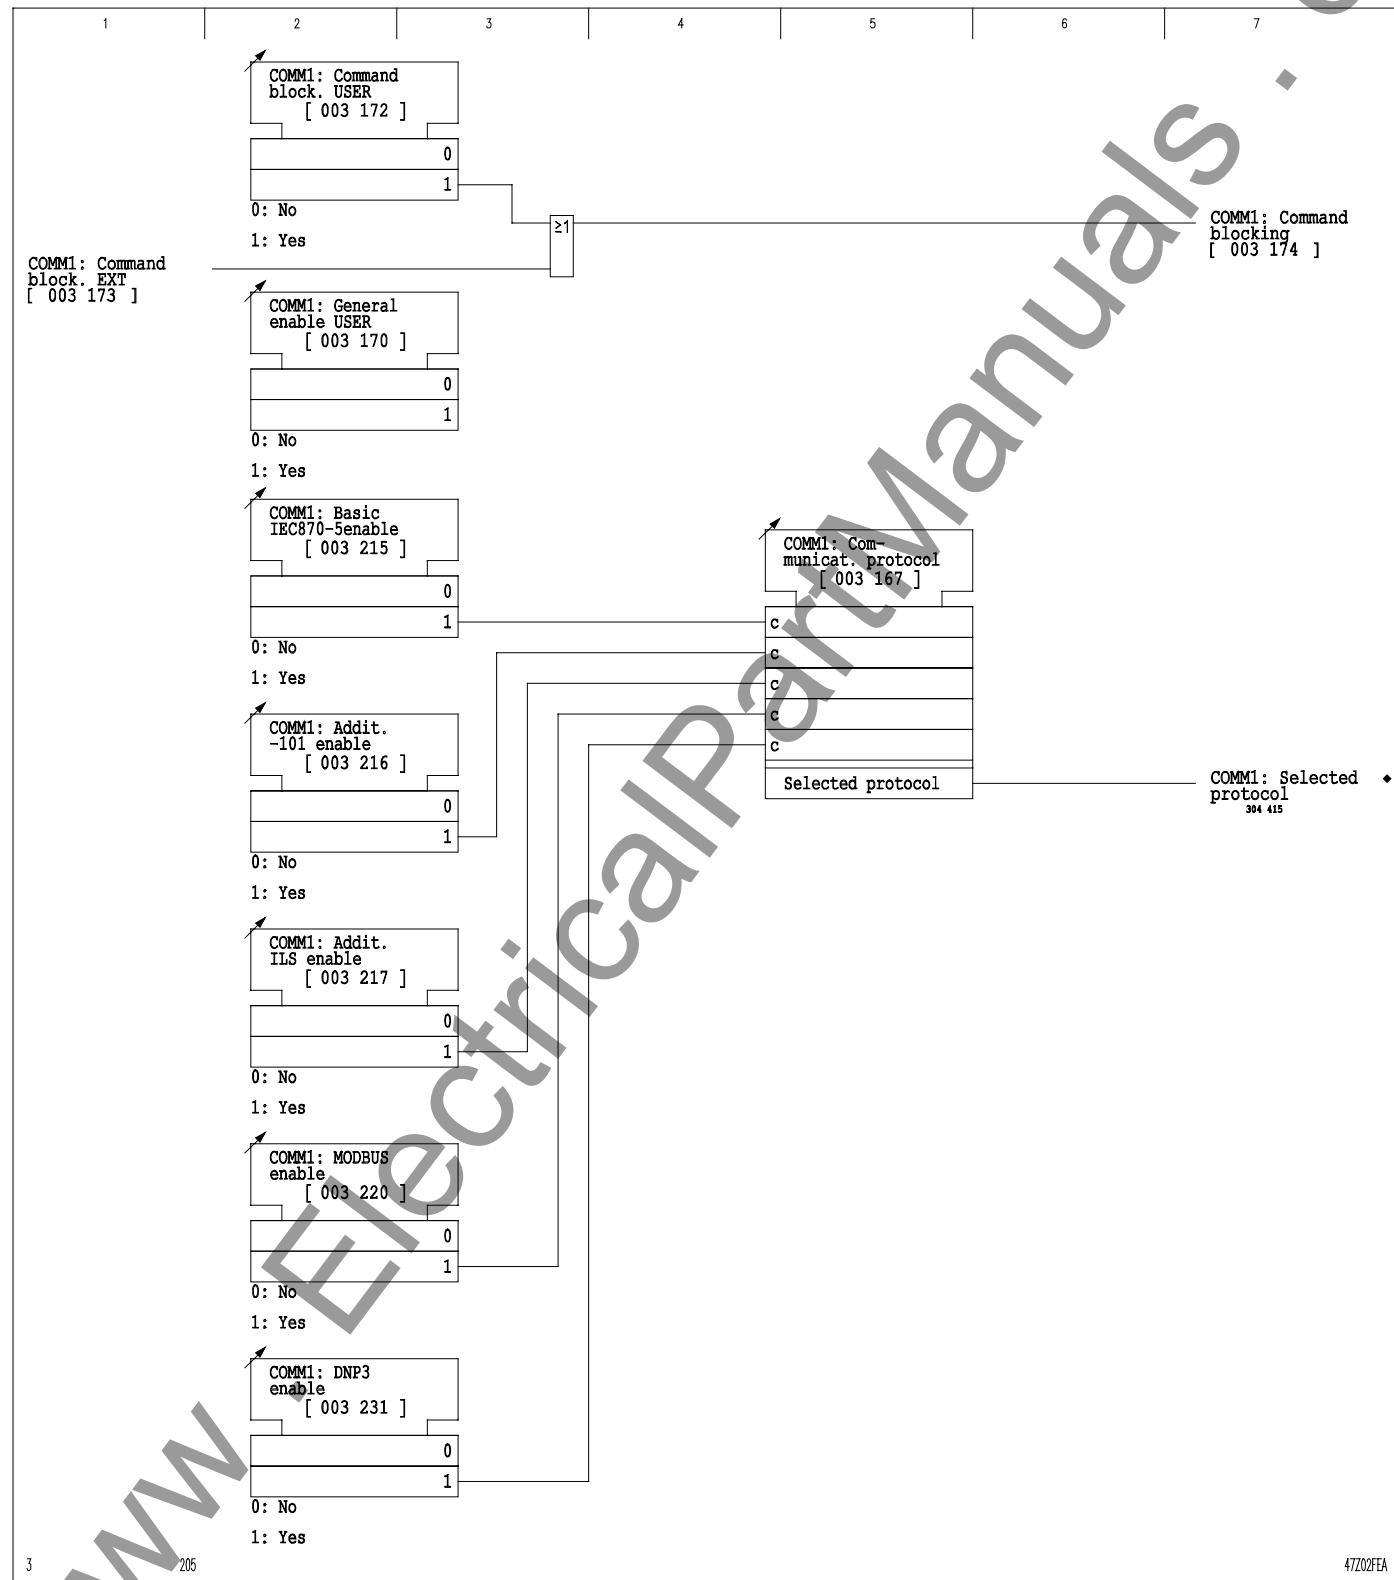 1 2 3 4 5 6 7
COMM1: Command
block. USER
[ 003 172 ]
0
1
0: No
1: Yes
≥1
COMM1: Command
blocking
[ 003 174 ]
COMM1: Command
block. EXT
[ 003 173 ]
COMM1: General
enable USER
[ 003 170 ]
0
1
0: No
1: Yes
COMM1: Basic
IEC870-5enable
[ 003 215 ]
0
1
0: No
1: Yes
COMM1: Com-
municat. protocol
[ 003 167 ]
c
c
c
c
c
Selected protocol
COMM1: Selected ◆
protocol
304 415
COMM1: Addit.
-101 enable
[ 003 216 ]
0
1
0: No
1: Yes
COMM1: Addit.
ILS enable
[ 003 217 ]
0
1
0: No
1: Yes
COMM1: MODBUS
enable
[ 003 220 ]
0
1
0: No
1: Yes
COMM1: DNP3
enable
[ 003 231 ]
0
1
0: No
1: Yes
3 205 47Z02FEA
ww . ElectricalPartManuals .